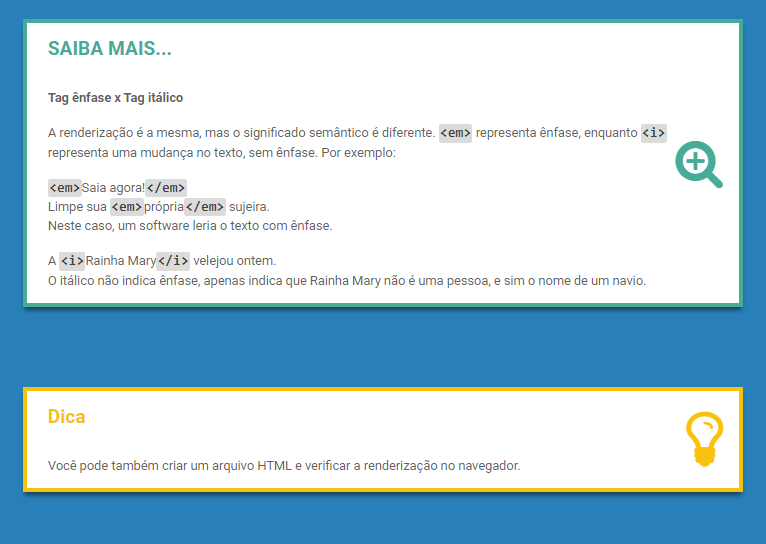 SAIBA MAIS...
Tag ênfase x Tag itálico
A renderização é a mesma, mas o significado semântico é diferente. <em> representa ênfase, enquanto <i>
representa uma mudança no texto, sem ênfase. Por exemplo:
<em>Saia agora!</em>
Limpe sua <em>própria</em> sujeira.
Neste caso, um software leria o texto com ênfase.
A <i>Rainha Mary</i> velejou ontem.
O itálico não indica ênfase, apenas indica que Rainha Mary não é uma pessoa, e sim o nome de um navio.
Dica
Você pode também criar um arquivo HTML e verificar a renderização no navegador.